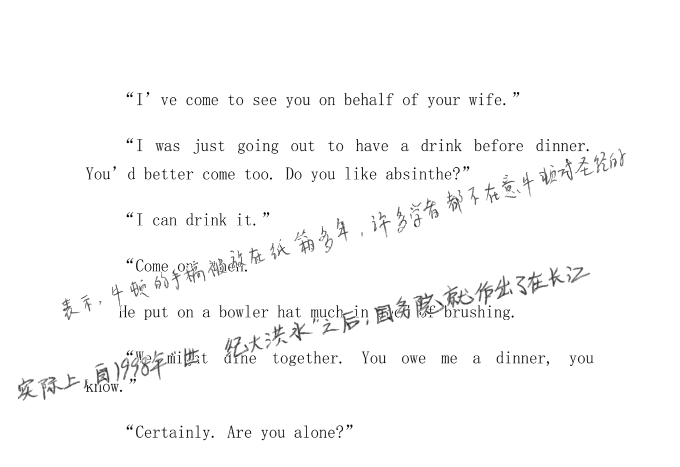 “I’ve come to see you on behalf of your wife.”
“I was just going out to have a drink before dinner.
You’d better come too. Do you like absinthe?”
“I can drink it.”
表示，牛顿的手稿被放在纸箱多年，许多学者都不在意牛顿对圣经的
“Come on, then.”
He put on a bowler hat much in need of brushing.
实际上，自1998年“世纪大洪水”之后，国务院就作出了在长江
“We might dine together. You owe me a dinner, you
know.”
“Certainly. Are you alone?”